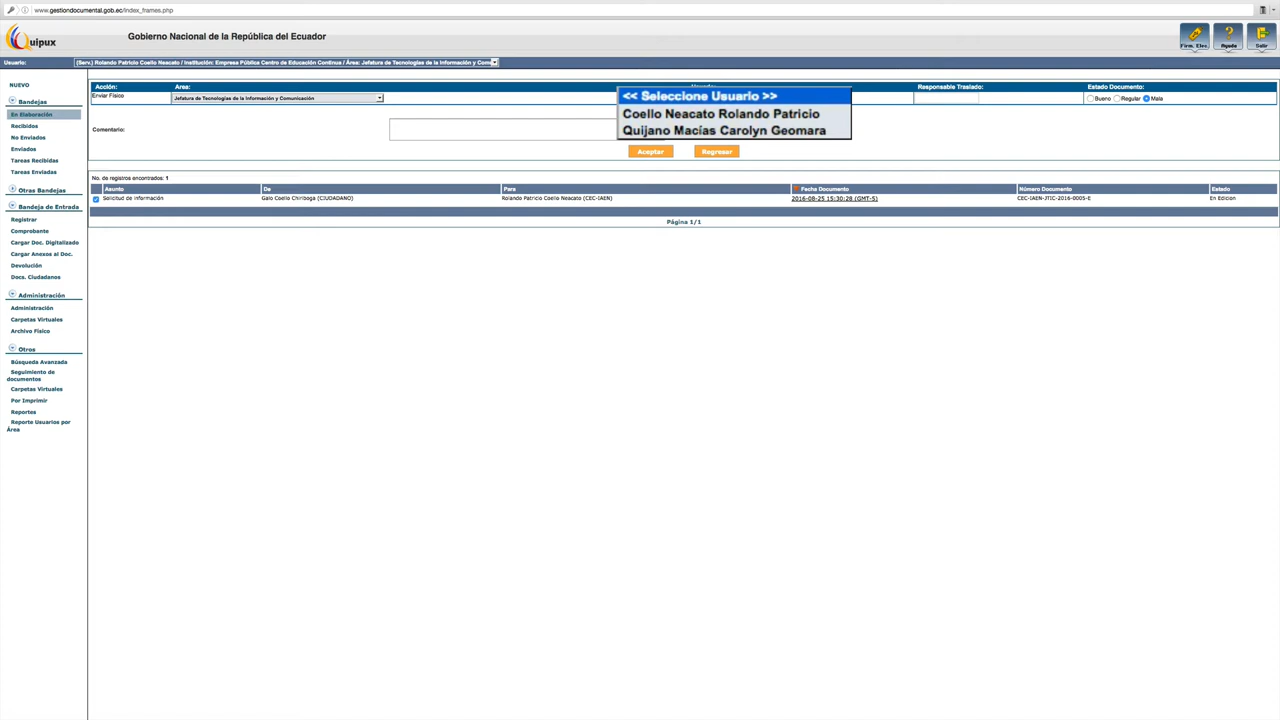 www.gestiondocumental.gob.ec/index_frames.php
Quipux
Gobierno Nacional de la República del Ecuador
Firm. Elec.
Ayuda
Salir
Usuario:
(Serv.) Rolando Patricio Coello Neacato / Institución: Empresa Pública Centro de Educación Continua / Área: Jefatura de Tecnologías de la Información y Com
NUEVO
Bandejas
En Elaboración
Recibidos
No Enviados
Enviados
Tareas Recibidas
Tareas Enviadas
Otras Bandejas
Bandeja de Entrada
Registrar
Comprobante
Cargar Doc. Digitalizado
Cargar Anexos al Doc.
Devolución
Docs. Ciudadanos
Administración
Administración
Carpetas Virtuales
Archivo Físico
Otros
Búsqueda Avanzada
Seguimiento de
documentos
Carpetas Virtuales
Por Imprimir
Reportes
Reporte Usuarios por
Área
Acción:
Área:
Responsable Traslado:
Estado Documento:
Enviar Físico
Jefatura de Tecnologías de la Información y Comunicación
<< Seleccione Usuario >>
Coello Neacato Rolando Patricio
Quijano Macías Carolyn Geomara
Bueno Regular Mala
Comentario:
Aceptar
Regresar
No. de registros encontrados: 1
Asunto De Para Fecha Documento Número Documento Estado
Solicitud de información Galo Coello Chiriboga (CIUDADANO) Rolando Patricio Coello Neacato (CEC-IAEN) 2016-08-25 15:30:28 (GMT-5) CEC-IAEN-JTIC-2016-0005-E En Edicion
Página 1/1